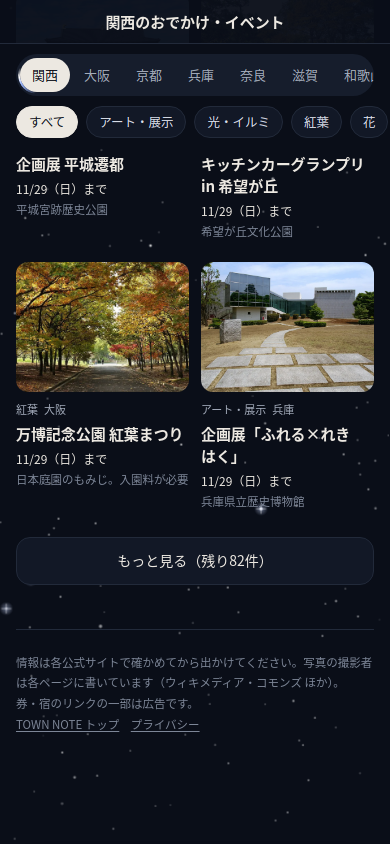 関西のおでかけ・イベント
関西 大阪 京都 兵庫 奈良 滋賀 和歌山
すべて アート・展示 光・イルミ 紅葉 花
企画展 平城遷都
11/29（日）まで
平城宮跡歴史公園
キッチンカーグランプリ
in 希望が丘
11/29（日）まで
希望が丘文化公園
紅葉 大阪
万博記念公園 紅葉まつり
11/29（日）まで
日本庭園のもみじ。入園料が必要
アート・展示 兵庫
企画展「ふれる×れき
はく」
11/29（日）まで
兵庫県立歴史博物館
もっと見る（残り82件）
情報は各公式サイトで確かめてから出かけてください。写真の撮影者
は各ページに書いています（ウィキメディア・コモンズ ほか）。
券・宿のリンクの一部は広告です。
TOWN NOTE トップ プライバシー